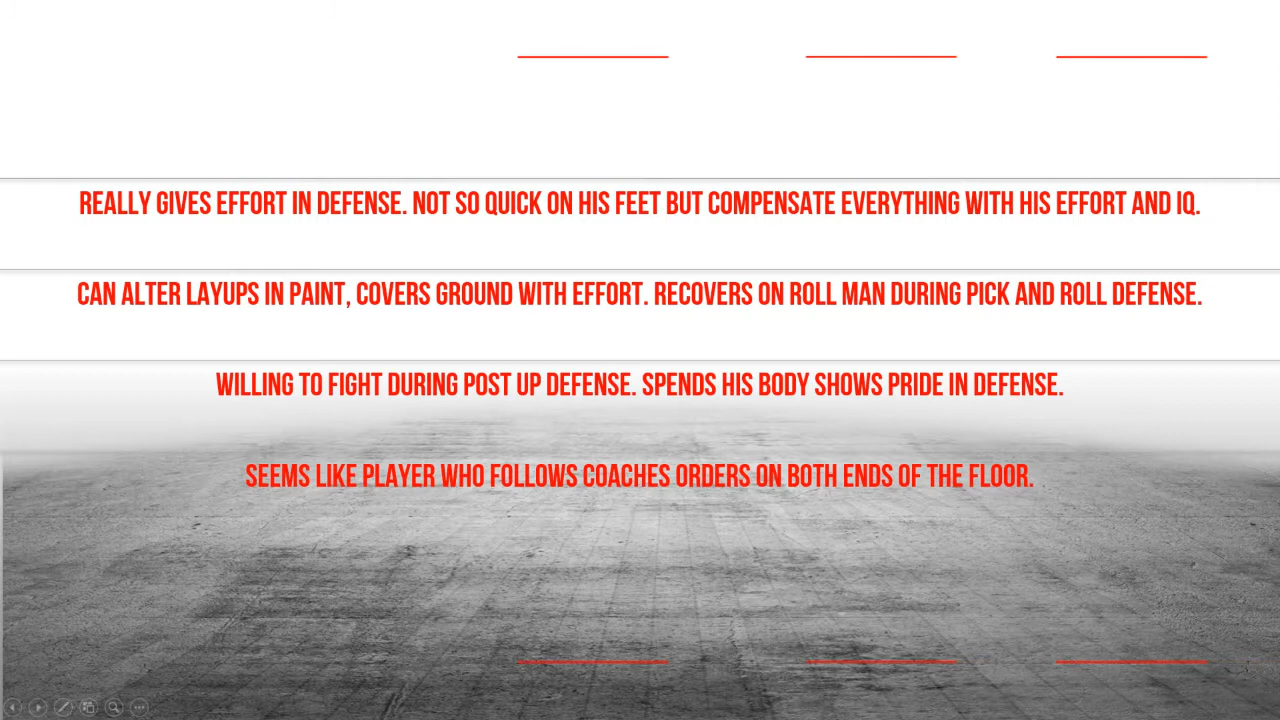 REALLY GIVES EFFORT IN DEFENSE. NOT SO QUICK ON HIS FEET BUT COMPENSATE EVERYTHING WITH HIS EFFORT AND IQ.
CAN ALTER LAYUPS IN PAINT, COVERS GROUND WITH EFFORT. RECOVERS ON ROLL MAN DURING PICK AND ROLL DEFENSE.
WILLING TO FIGHT DURING POST UP DEFENSE. SPENDS HIS BODY SHOWS PRIDE IN DEFENSE.
SEEMS LIKE PLAYER WHO FOLLOWS COACHES ORDERS ON BOTH ENDS OF THE FLOOR.